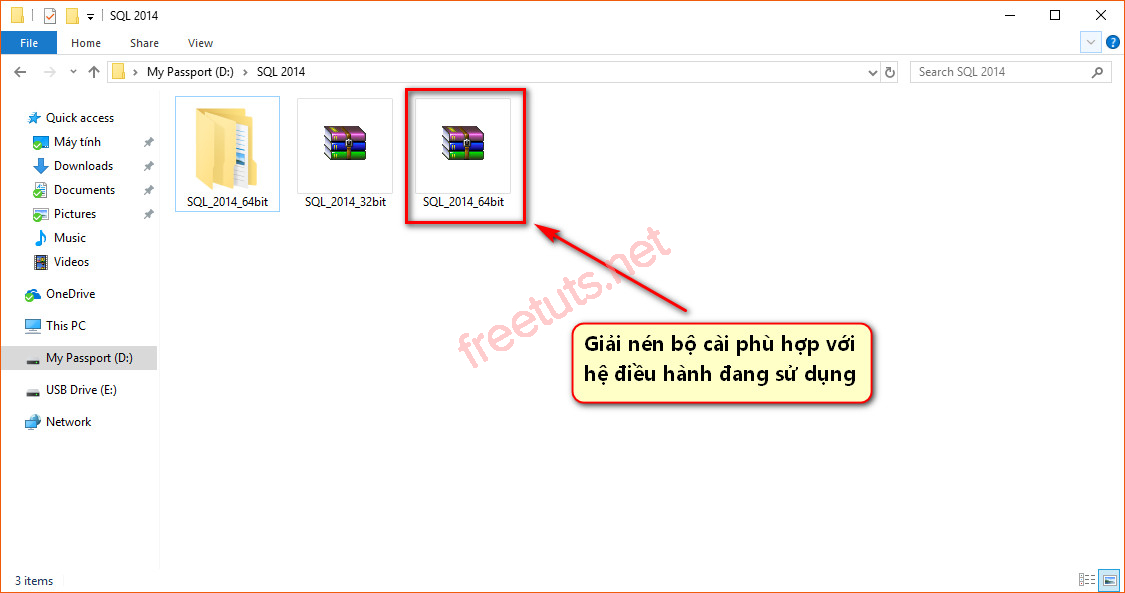 SQL 2014
File Home Share View
My Passport (D:) SQL 2014
Search SQL 2014
Quick access
Máy tính
Downloads
Documents
Pictures
Music
Videos
OneDrive
This PC
My Passport (D:)
USB Drive (E:)
Network
SQL_2014_64bit SQL_2014_32bit SQL_2014_64bit
freetuts.net
Giải nén bộ cài phù hợp với
hệ điều hành đang sử dụng
3 items